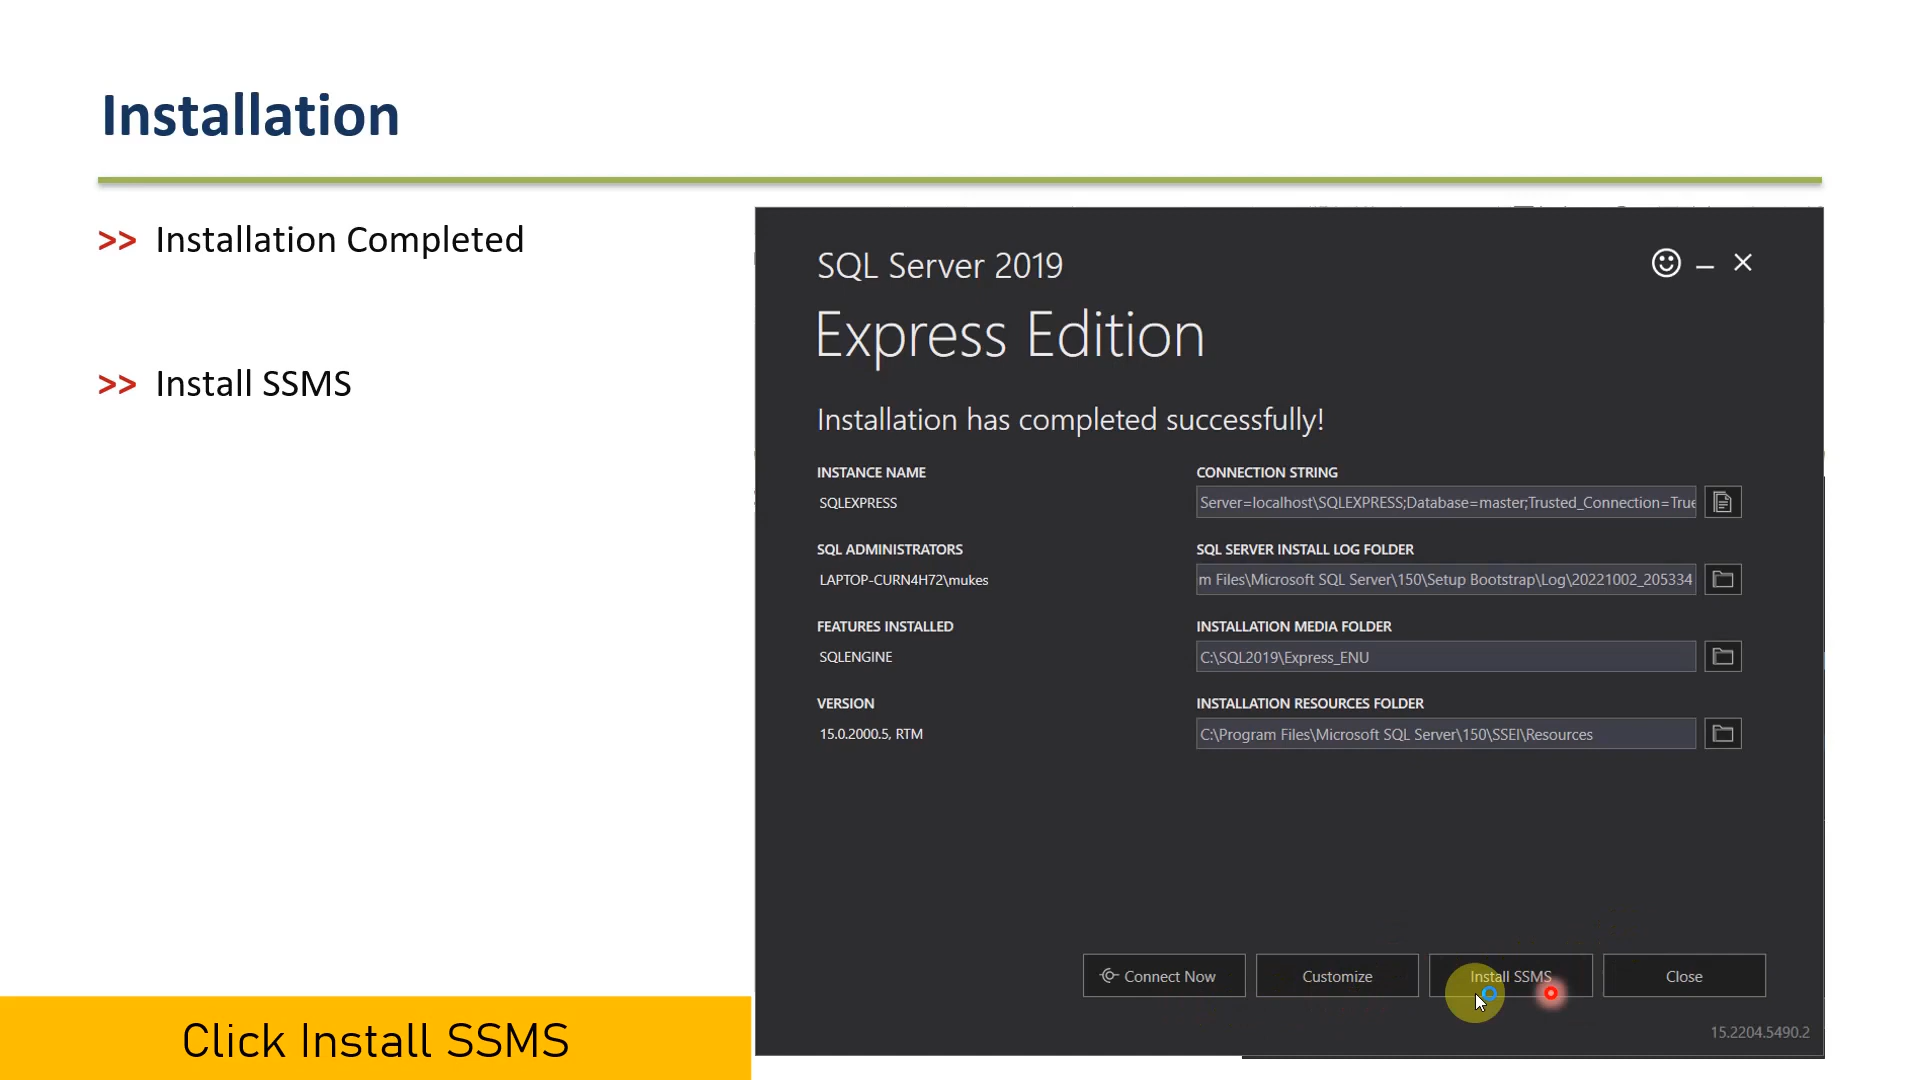 Installation
>> Installation Completed
>> Install SSMS
SQL Server 2019
Express Edition
Installation has completed successfully!
INSTANCE NAME
SQLEXPRESS
CONNECTION STRING
Server=localhost\SQLEXPRESS;Database=master;Trusted_Connection=True
SQL ADMINISTRATORS
LAPTOP-CURN4H72\mukes
SQL SERVER INSTALL LOG FOLDER
m Files\Microsoft SQL Server\150\Setup Bootstrap\Log\20221002_205334
FEATURES INSTALLED
SQLENGINE
INSTALLATION MEDIA FOLDER
C:\SQL2019\Express_ENU
VERSION
15.0.2000.5, RTM
INSTALLATION RESOURCES FOLDER
C:\Program Files\Microsoft SQL Server\150\SSEI\Resources
Connect Now
Customize
Install SSMS
Close
15.2204.5490.2
Click Install SSMS